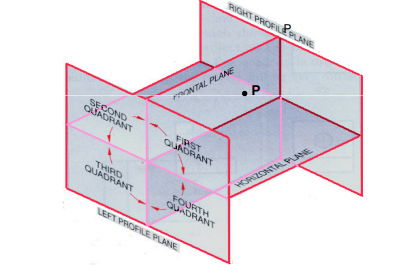 RIGHT PROFILE PLANE
P
FRONTAL PLANE
P
SECOND
QUADRANT
FIRST
QUADRANT
THIRD
QUADRANT
FOURTH
QUADRANT
HORIZONTAL PLANE
LEFT PROFILE PLANE